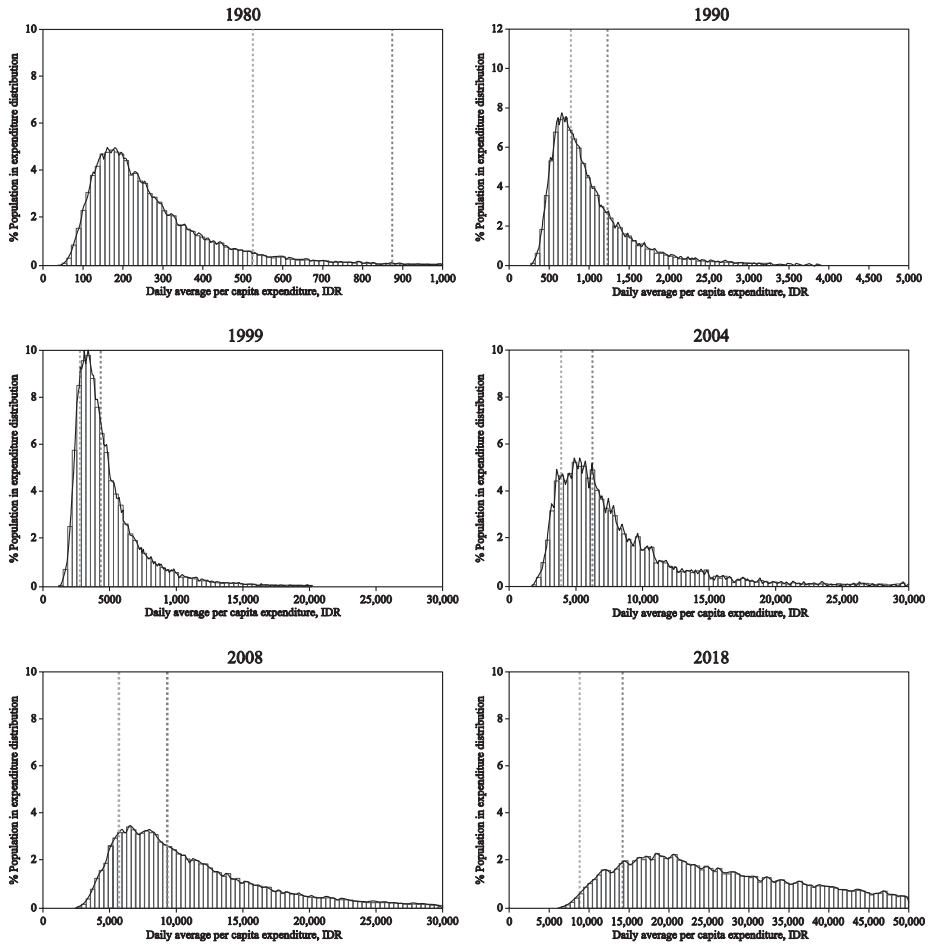 1980
10
8
6
4
2
0
% Population in expenditure distribution
0 100 200 300 400 500 600 700 800 900 1,000
Daily average per capita expenditure, IDR
1990
12
10
8
6
4
2
0
% Population in expenditure distribution
0 500 1,000 1,500 2,000 2,500 3,000 3,500 4,000 4,500 5,000
Daily average per capita expenditure, IDR
1999
10
8
6
4
2
0
% Population in expenditure distribution
0 5000 10,000 15,000 20,000 25,000 30,000
Daily average per capita expenditure, IDR
2004
10
8
6
4
2
0
% Population in expenditure distribution
0 5,000 10,000 15,000 20,000 25,000 30,000
Daily average per capita expenditure, IDR
2008
10
8
6
4
2
0
% Population in expenditure distribution
0 5,000 10,000 15,000 20,000 25,000 30,000
Daily average per capita expenditure, IDR
2018
10
8
6
4
2
0
% Population in expenditure distribution
0 5,000 10,000 15,000 20,000 25,000 30,000 35,000 40,000 45,000 50,000
Daily average per capita expenditure, IDR